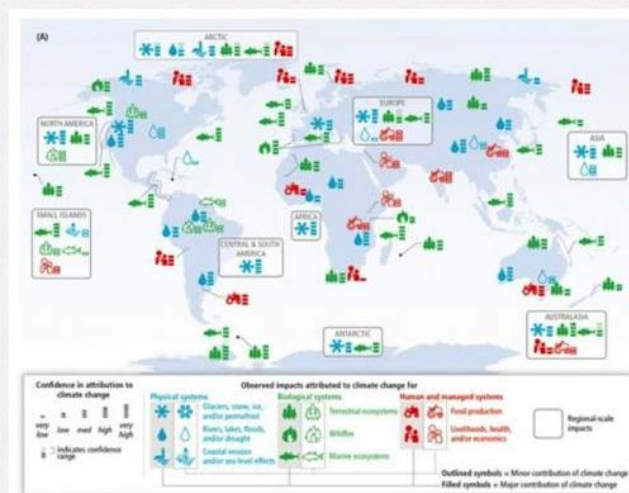 (A)
ARCTIC
NORTH AMERICA
EUROPE
ASIA
SMALL ISLANDS
AFRICA
CENTRAL & SOUTH
AMERICA
ANTARCTIC
AUSTRALASIA
Confidence in attribution to
climate change
very low
low
med
high
very high
indicates confidence
range
Observed impacts attributed to climate change for
Physical systems
Glaciers, snow, ice,
and/or permafrost
Rivers, lakes, floods,
and/or drought
Coastal erosion
and/or sea level effects
Biological systems
Terrestrial ecosystems
Wildfire
Marine ecosystems
Human and managed systems
Food production
Livelihoods, health,
and/or economics
Regional-scale
impacts
Outlined symbols = Minor contribution of climate change
Filled symbols = Major contribution of climate change